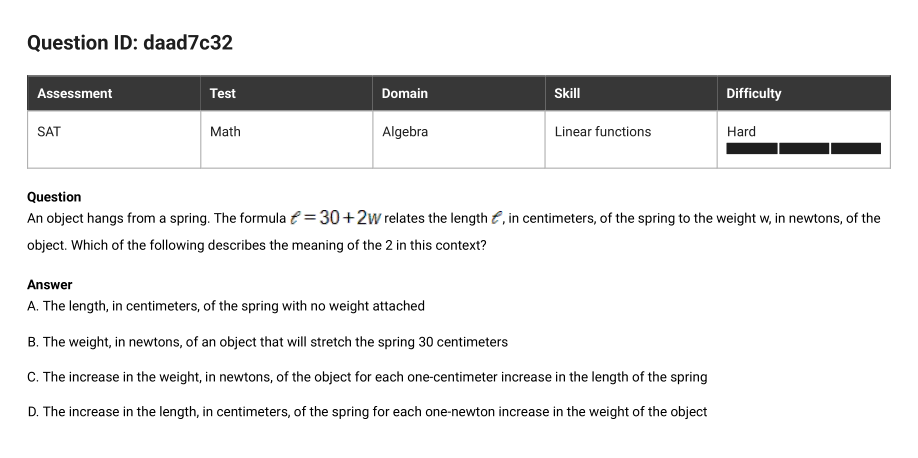 Question ID: daad7c32
Assessment Test Domain Skill Difficulty
SAT Math Algebra Linear functions Hard
Question
An object hangs from a spring. The formula ℓ = 30 + 2w relates the length ℓ, in centimeters, of the spring to the weight w, in newtons, of the
object. Which of the following describes the meaning of the 2 in this context?
Answer
A. The length, in centimeters, of the spring with no weight attached
B. The weight, in newtons, of an object that will stretch the spring 30 centimeters
C. The increase in the weight, in newtons, of the object for each one-centimeter increase in the length of the spring
D. The increase in the length, in centimeters, of the spring for each one-newton increase in the weight of the object